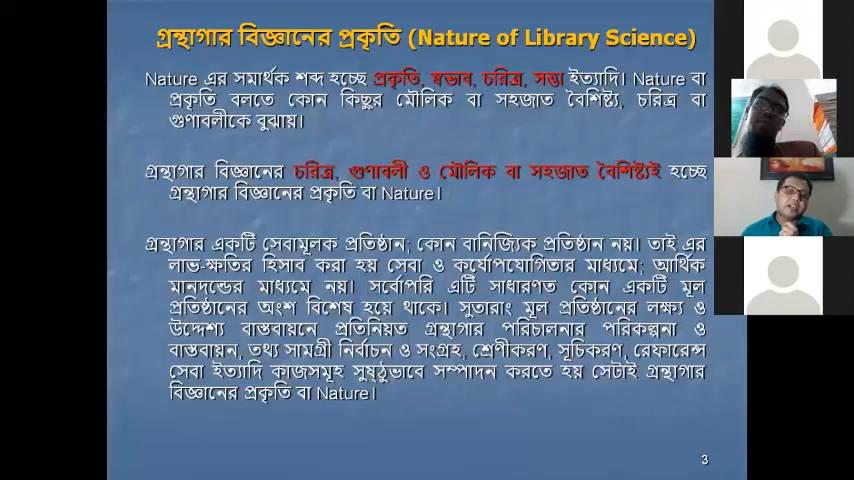 গ্রন্থাগার বিজ্ঞানের প্রকৃতি (Nature of Library Science)
Nature এর সমার্থক শব্দ হচ্ছে প্রকৃতি, স্বভাব, চরিত্র, সত্তা ইত্যাদি। Nature বা
প্রকৃতি বলতে কোন কিছুর মৌলিক বা সহজাত বৈশিষ্ট্য, চরিত্র বা
গুণাবলীকে বুঝায়।
গ্রন্থাগার বিজ্ঞানের চরিত্র, গুণাবলী ও মৌলিক বা সহজাত বৈশিষ্ট্যই হচ্ছে
গ্রন্থাগার বিজ্ঞানের প্রকৃতি বা Nature।
গ্রন্থাগার একটি সেবামূলক প্রতিষ্ঠান; কোন বানিজ্যিক প্রতিষ্ঠান নয়। তাই এর
লাভ-ক্ষতির হিসাব করা হয় সেবা ও কর্যোপযোগিতার মাধ্যমে; আর্থিক
মানদন্ডের মাধ্যমে নয়। সর্বোপরি এটি সাধারণত কোন একটি মূল
প্রতিষ্ঠানের অংশ বিশেষ হয়ে থাকে। সুতারাং মূল প্রতিষ্ঠানের লক্ষ্য ও
উদ্দেশ্য বাস্তবায়নে প্রতিনিয়ত গ্রন্থাগার পরিচালনার পরিকল্পনা ও
বাস্তবায়ন, তথ্য সামগ্রী নির্বাচন ও সংগ্রহ, শ্রেণীকরণ, সূচিকরণ, রেফারেন্স
সেবা ইত্যাদি কাজসমূহ সুষ্ঠুভাবে সম্পাদন করতে হয় সেটাই গ্রন্থাগার
বিজ্ঞানের প্রকৃতি বা Nature।
3